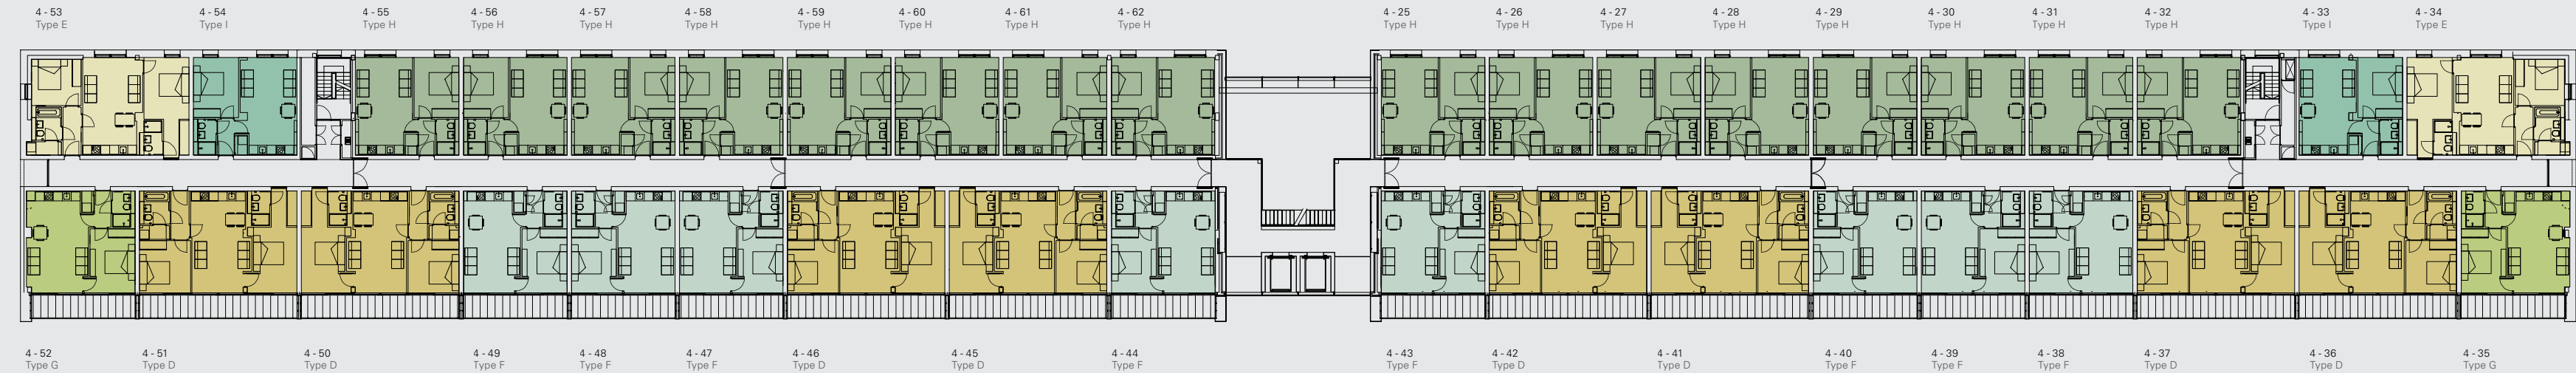 4 - 53
Type E
4 - 54
Type I
4 - 55
Type H
4 - 56
Type H
4 - 57
Type H
4 - 58
Type H
4 - 59
Type H
4 - 60
Type H
4 - 61
Type H
4 - 62
Type H
4 - 25
Type H
4 - 26
Type H
4 - 27
Type H
4 - 28
Type H
4 - 29
Type H
4 - 30
Type H
4 - 31
Type H
4 - 32
Type H
4 - 33
Type I
4 - 34
Type E
4 - 52
Type G
4 - 51
Type D
4 - 50
Type D
4 - 49
Type F
4 - 48
Type F
4 - 47
Type F
4 - 46
Type D
4 - 45
Type D
4 - 44
Type F
4 - 43
Type F
4 - 42
Type D
4 - 41
Type D
4 - 40
Type F
4 - 39
Type F
4 - 38
Type F
4 - 37
Type D
4 - 36
Type D
4 - 35
Type G